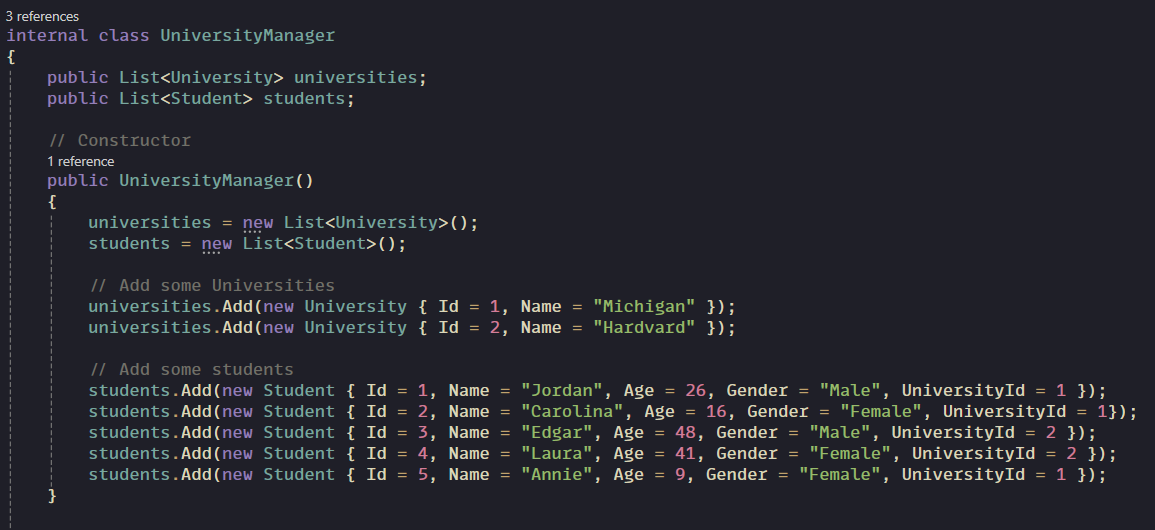 3 references
internal class UniversityManager
{
public List<University> universities;
public List<Student> students;
// Constructor
1 reference
public UniversityManager()
{
universities = new List<University>();
students = new List<Student>();
// Add some Universities
universities.Add(new University { Id = 1, Name = "Michigan" });
universities.Add(new University { Id = 2, Name = "Hardvard" });
// Add some students
students.Add(new Student { Id = 1, Name = "Jordan", Age = 26, Gender = "Male", UniversityId = 1 });
students.Add(new Student { Id = 2, Name = "Carolina", Age = 16, Gender = "Female", UniversityId = 1});
students.Add(new Student { Id = 3, Name = "Edgar", Age = 48, Gender = "Male", UniversityId = 2 });
students.Add(new Student { Id = 4, Name = "Laura", Age = 41, Gender = "Female", UniversityId = 2 });
students.Add(new Student { Id = 5, Name = "Annie", Age = 9, Gender = "Female", UniversityId = 1 });
}